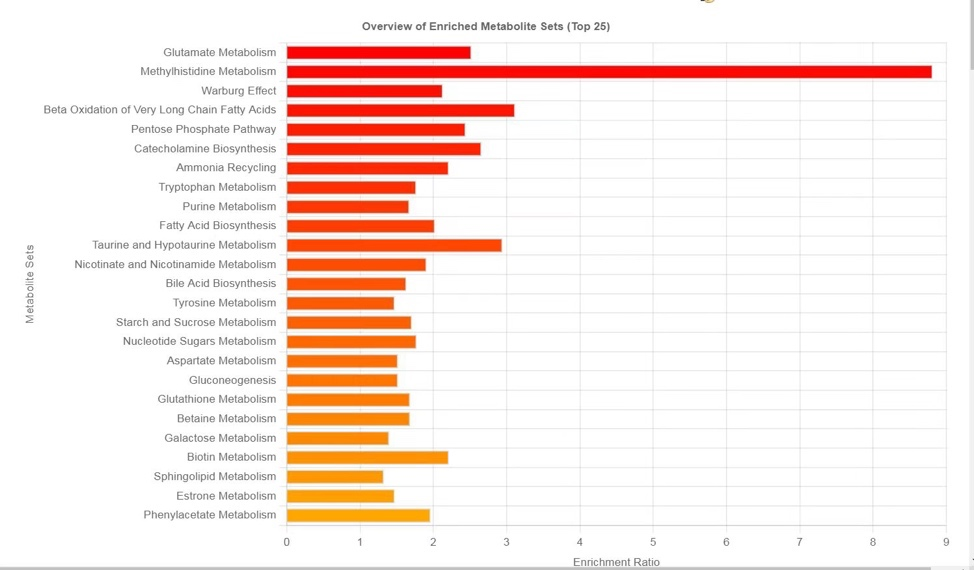 Overview of Enriched Metabolite Sets (Top 25)
Glutamate Metabolism
Methylhistidine Metabolism
Warburg Effect
Beta Oxidation of Very Long Chain Fatty Acids
Pentose Phosphate Pathway
Catecholamine Biosynthesis
Ammonia Recycling
Tryptophan Metabolism
Purine Metabolism
Fatty Acid Biosynthesis
Taurine and Hypotaurine Metabolism
Nicotinate and Nicotinamide Metabolism
Bile Acid Biosynthesis
Tyrosine Metabolism
Starch and Sucrose Metabolism
Nucleotide Sugars Metabolism
Aspartate Metabolism
Gluconeogenesis
Glutathione Metabolism
Betaine Metabolism
Galactose Metabolism
Biotin Metabolism
Sphingolipid Metabolism
Estrone Metabolism
Phenylacetate Metabolism
Metabolite Sets
0 1 2 3 4 5 6 7 8 9
Enrichment Ratio